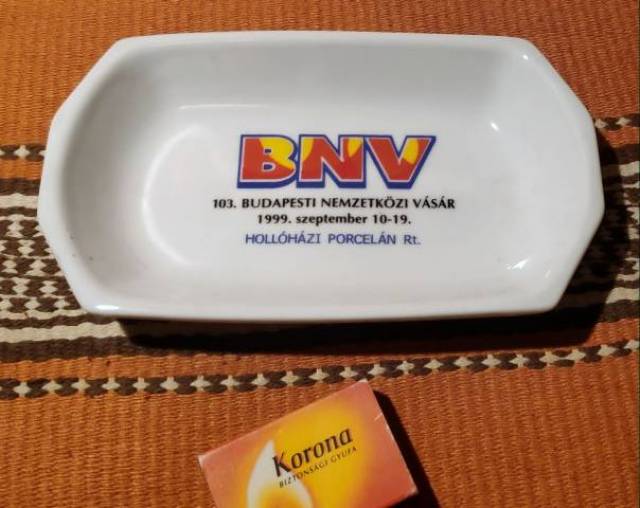 BNV
103. BUDAPESTI NEMZETKÖZI VÁSÁR
1999. szeptember 10-19.
HOLLÓHÁZI PORCELÁN Rt.
Korona
BIZTONSÁGI GYUFA